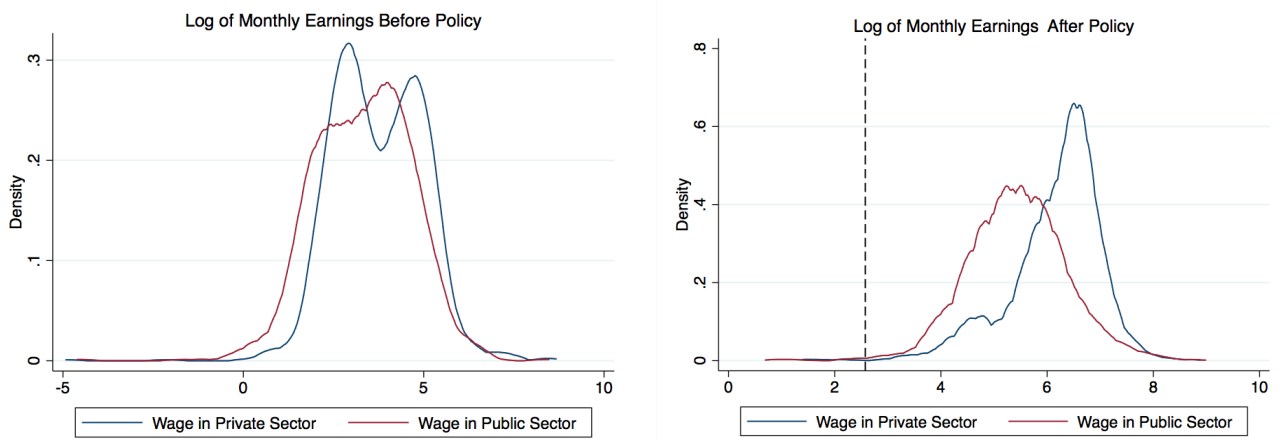 Log of Monthly Earnings Before Policy
Density
.3
.2
.1
0
-5 0 5 10
Wage in Private Sector Wage in Public Sector
Log of Monthly Earnings After Policy
Density
.8
.6
.4
.2
0
0 2 4 6 8 10
Wage in Private Sector Wage in Public Sector